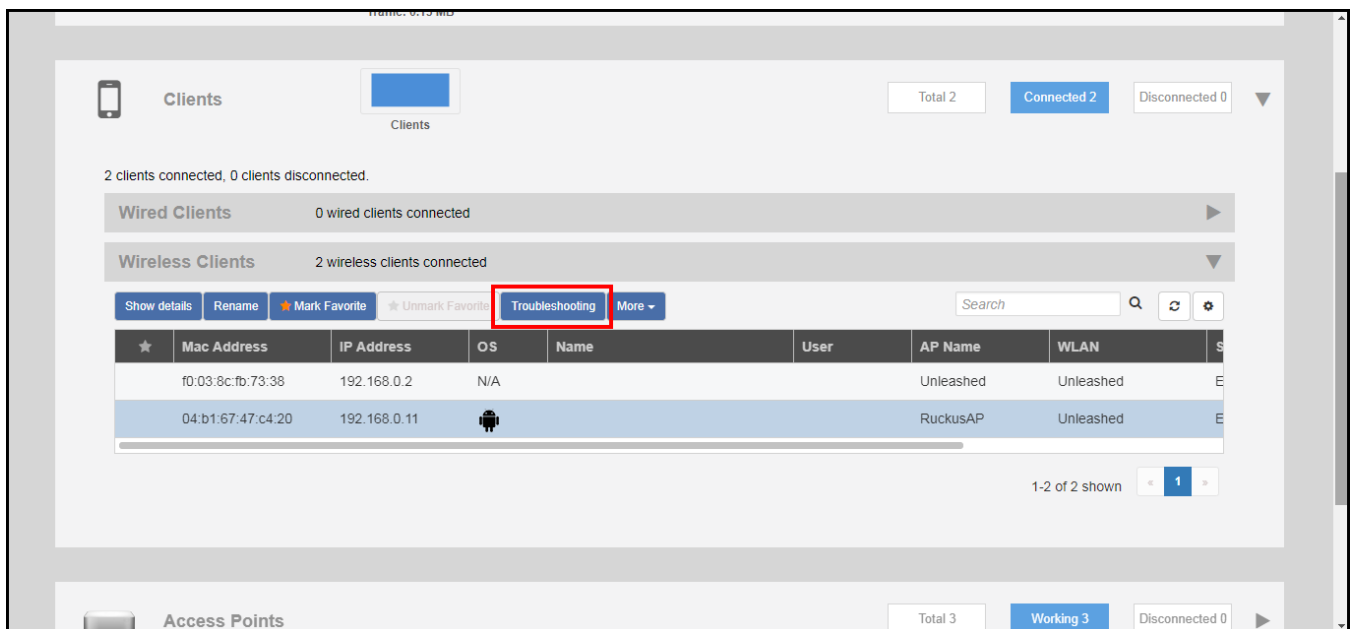 Traffic: 0.15 MB
Clients
Clients
Total 2
Connected 2
Disconnected 0
2 clients connected, 0 clients disconnected.
Wired Clients 0 wired clients connected
Wireless Clients 2 wireless clients connected
Show details Rename Mark Favorite Unmark Favorite Troubleshooting More Search
Mac Address IP Address OS Name User AP Name WLAN S
f0:03:8c:fb:73:38 192.168.0.2 N/A Unleashed Unleashed E
04:b1:67:47:c4:20 192.168.0.11 RuckusAP Unleashed E
1-2 of 2 shown « 1 »
Access Points Total 3 Working 3 Disconnected 0